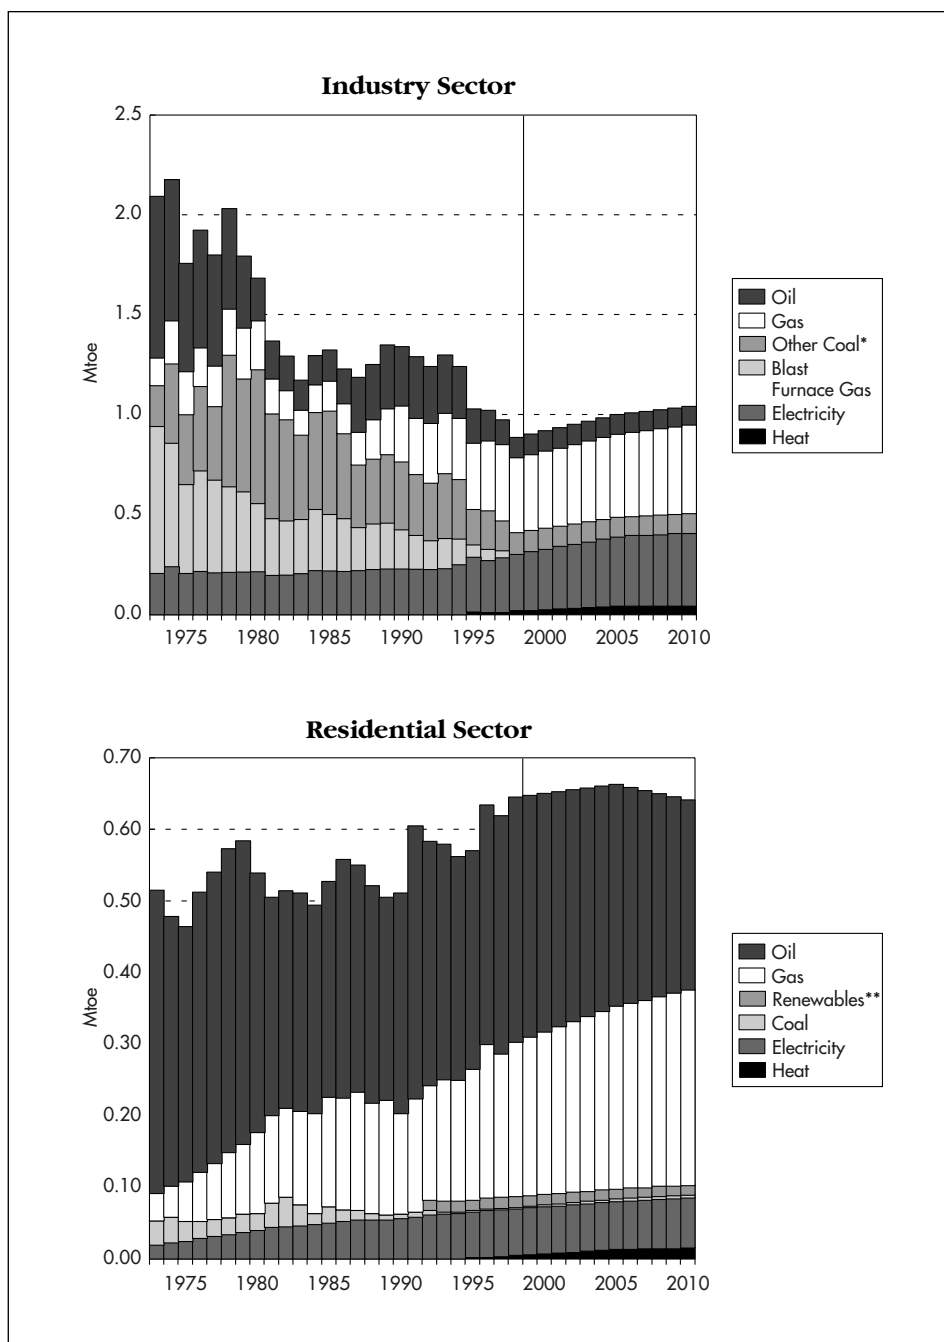 Industry Sector
2.5
2.0
1.5
1.0
0.5
0.0
Mtoe
1975 1980 1985 1990 1995 2000 2005 2010
Oil
Gas
Other Coal*
Blast
Furnace Gas
Electricity
Heat
Residential Sector
0.70
0.60
0.50
0.40
0.30
0.20
0.10
0.00
Mtoe
1975 1980 1985 1990 1995 2000 2005 2010
Oil
Gas
Renewables**
Coal
Electricity
Heat